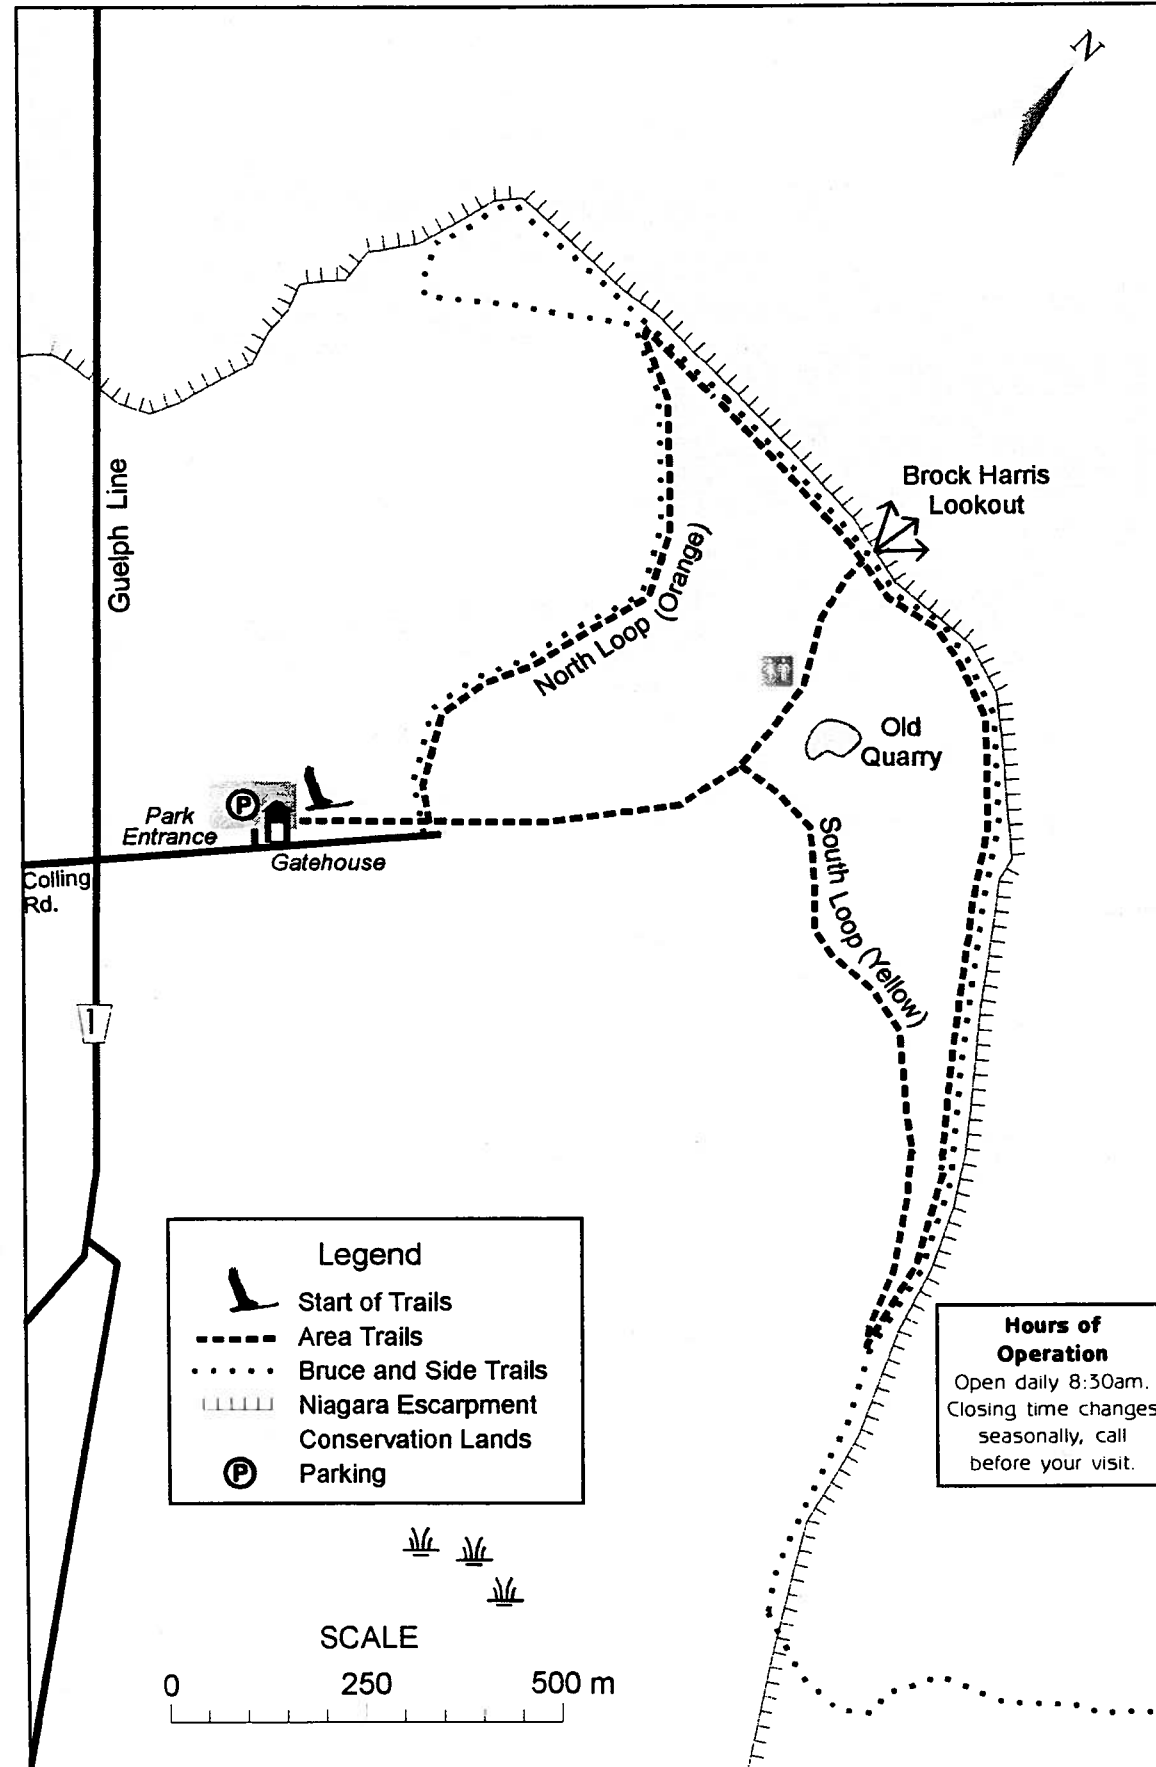 N
Brock Harris
Lookout
Guelph Line
North Loop (Orange)
Old
Quarry
P
Park
Entrance
Gatehouse
Colling
Rd.
South Loop (Yellow)
1
Legend
Start of Trails
Area Trails
Bruce and Side Trails
Niagara Escarpment
Conservation Lands
P
Parking
Hours of
Operation
Open daily 8:30am.
Closing time changes
seasonally, call
before your visit.
SCALE
0 250 500 m